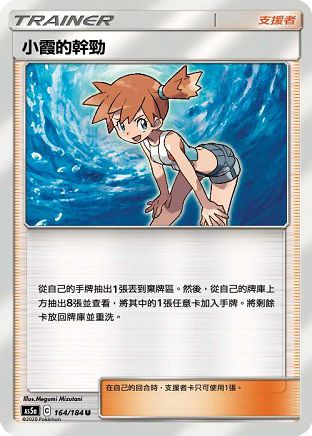 TRAINER 支援者
小霞的幹勁
從自己的手牌抽出1張丟到棄牌區。然後，從自己的牌庫上
方抽出8張並查看，將其中的1張任意卡加入手牌。將剩餘
卡放回牌庫並重洗。
Illus.Megumi Mizutani
AS5a C 164/184 U
©2020 Pokémon
在自己的回合時，支援者卡只可使用1張。